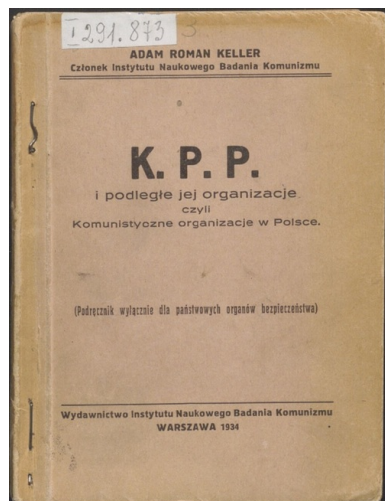 I 291.873
ADAM ROMAN KELLER
Członek Instytutu Naukowego Badania Komunizmu
K. P. P.
i podległe jej organizacje
czyli
Komunistyczne organizacje w Polsce.
(Podręcznik wyłącznie dla państwowych organów bezpieczeństwa)
Wydawnictwo Instytutu Naukowego Badania Komunizmu
WARSZAWA 1934